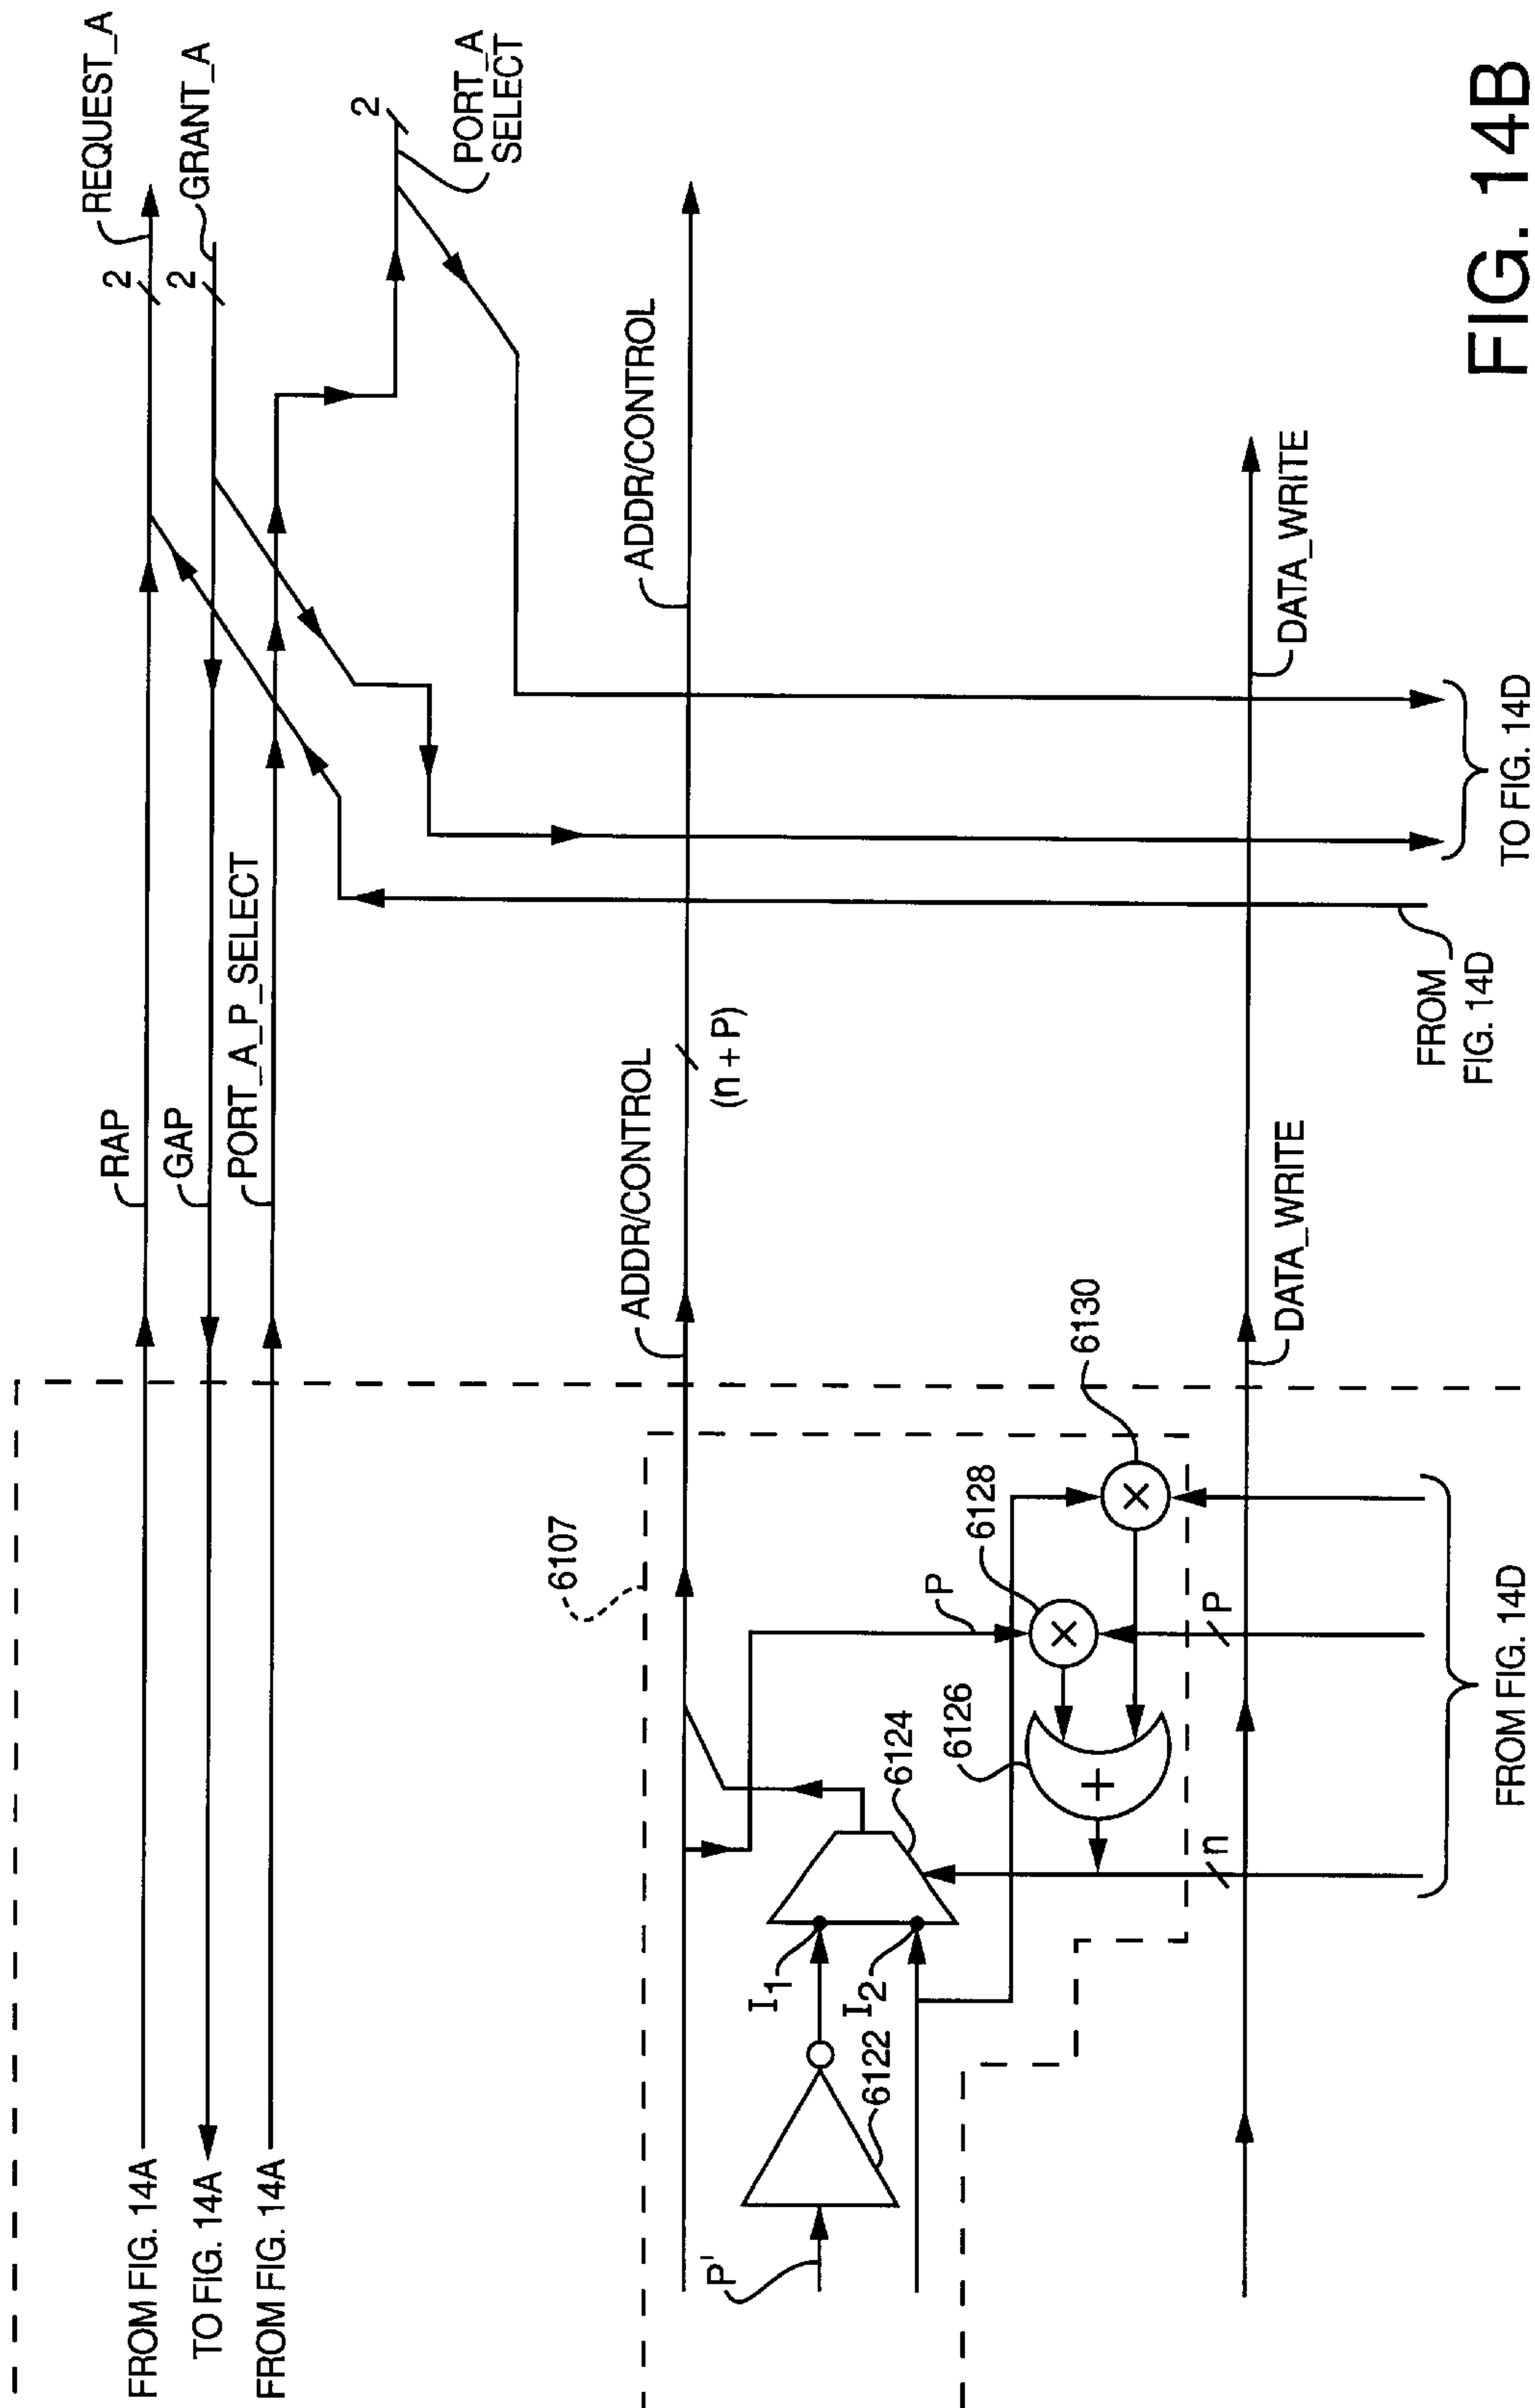 REQUEST_A
2
GRANT_A
2
RAP
GAP
PORT_A_P_SELECT
FROM FIG. 14A
TO FIG. 14A
FROM FIG. 14A
2
PORT_A
SELECT
ADDR/CONTROL
ADDR/CONTROL
(n + P)
6107
P'
6122
I1
I2
6124
6126
P
6128
6130
n
P
DATA_WRITE
DATA_WRITE
FROM FIG. 14D
FROM
FIG. 14D
TO FIG. 14D
FIG. 14B